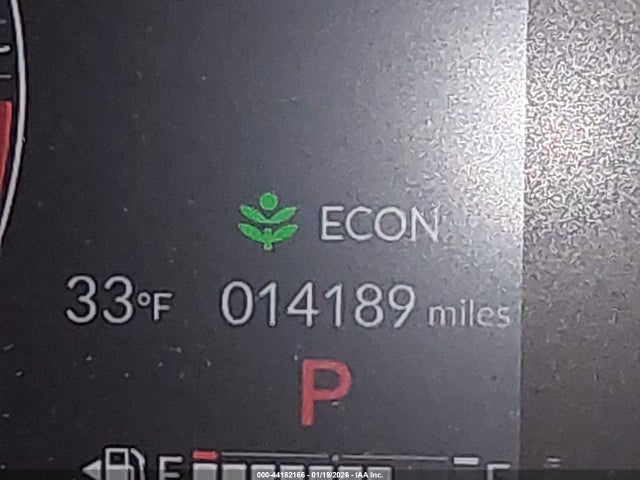 ECON
33°F 014189 miles
P
E F
000-44182166 - 01/19/2026 - IAA Inc.